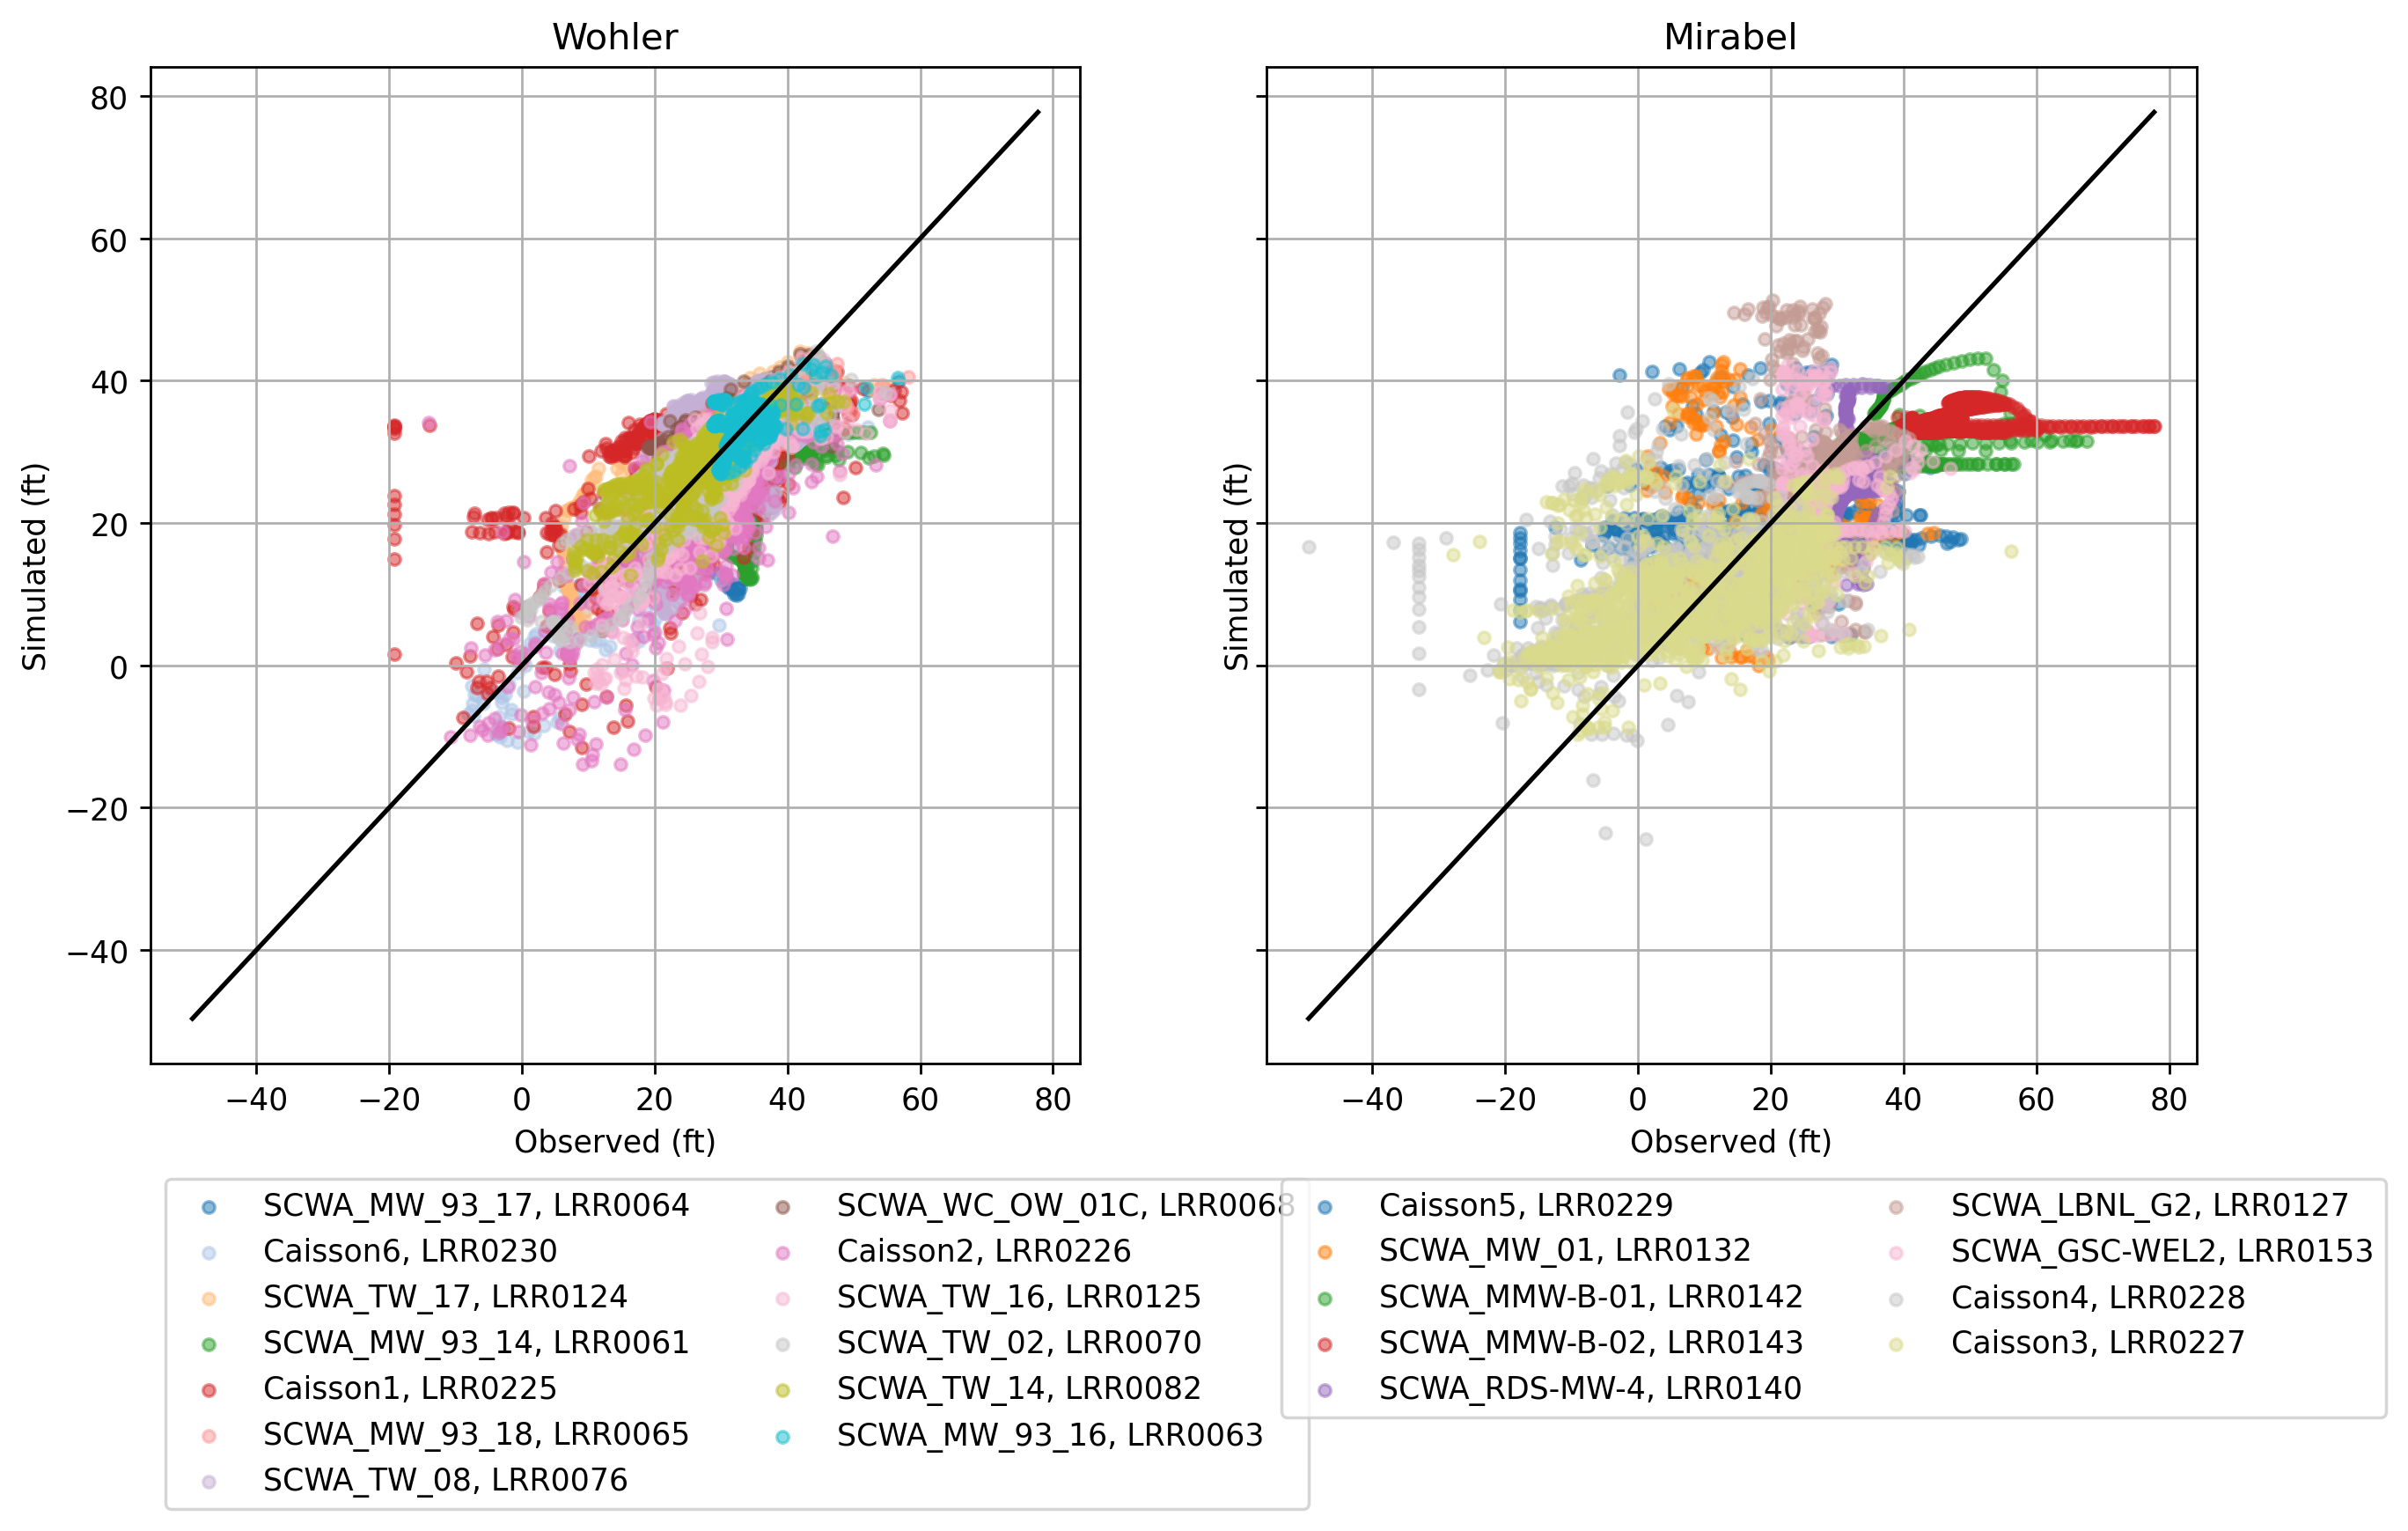 Wohler
Mirabel
80
60
40
20
0
−20
−40
Simulated (ft)
Simulated (ft)
−40 −20 0 20 40 60 80
−40 −20 0 20 40 60 80
Observed (ft)
Observed (ft)
SCWA_MW_93_17, LRR0064
Caisson6, LRR0230
SCWA_TW_17, LRR0124
SCWA_MW_93_14, LRR0061
Caisson1, LRR0225
SCWA_MW_93_18, LRR0065
SCWA_TW_08, LRR0076
SCWA_WC_OW_01C, LRR0068
Caisson2, LRR0226
SCWA_TW_16, LRR0125
SCWA_TW_02, LRR0070
SCWA_TW_14, LRR0082
SCWA_MW_93_16, LRR0063
Caisson5, LRR0229
SCWA_MW_01, LRR0132
SCWA_MMW-B-01, LRR0142
SCWA_MMW-B-02, LRR0143
SCWA_RDS-MW-4, LRR0140
SCWA_LBNL_G2, LRR0127
SCWA_GSC-WEL2, LRR0153
Caisson4, LRR0228
Caisson3, LRR0227